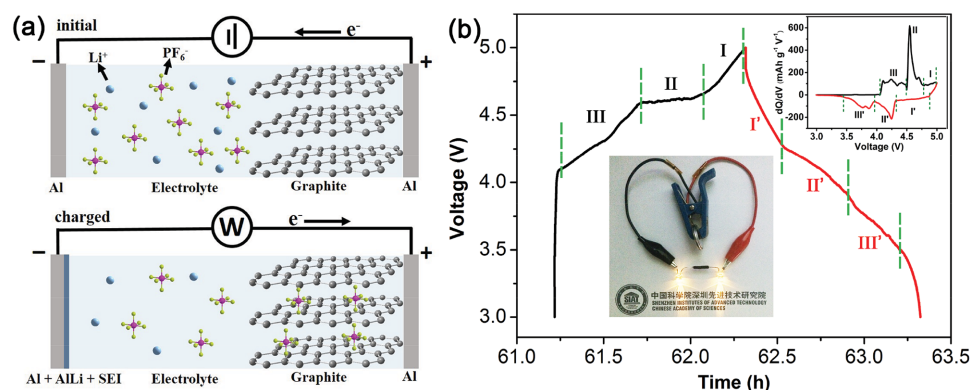 (a)
initial
e⁻
−
+
Li⁺
PF₆⁻
Al
Electrolyte
Graphite
Al
charged
W
e⁻
−
+
Al + AlLi + SEI
Electrolyte
Graphite
Al
(b)
Voltage (V)
5.0
4.5
4.0
3.5
3.0
61.0
61.5
62.0
62.5
63.0
63.5
Time (h)
III
II
I
I'
II'
III'
dQ/dV (mAh g⁻¹ V⁻¹)
600
400
200
0
-200
3.0
3.5
4.0
4.5
5.0
Voltage (V)
II
III
I
III'
II'
I'
SIAT
中国科学院深圳先进技术研究院
SHENZHEN INSTITUTES OF ADVANCED TECHNOLOGY
CHINESE ACADEMY OF SCIENCES